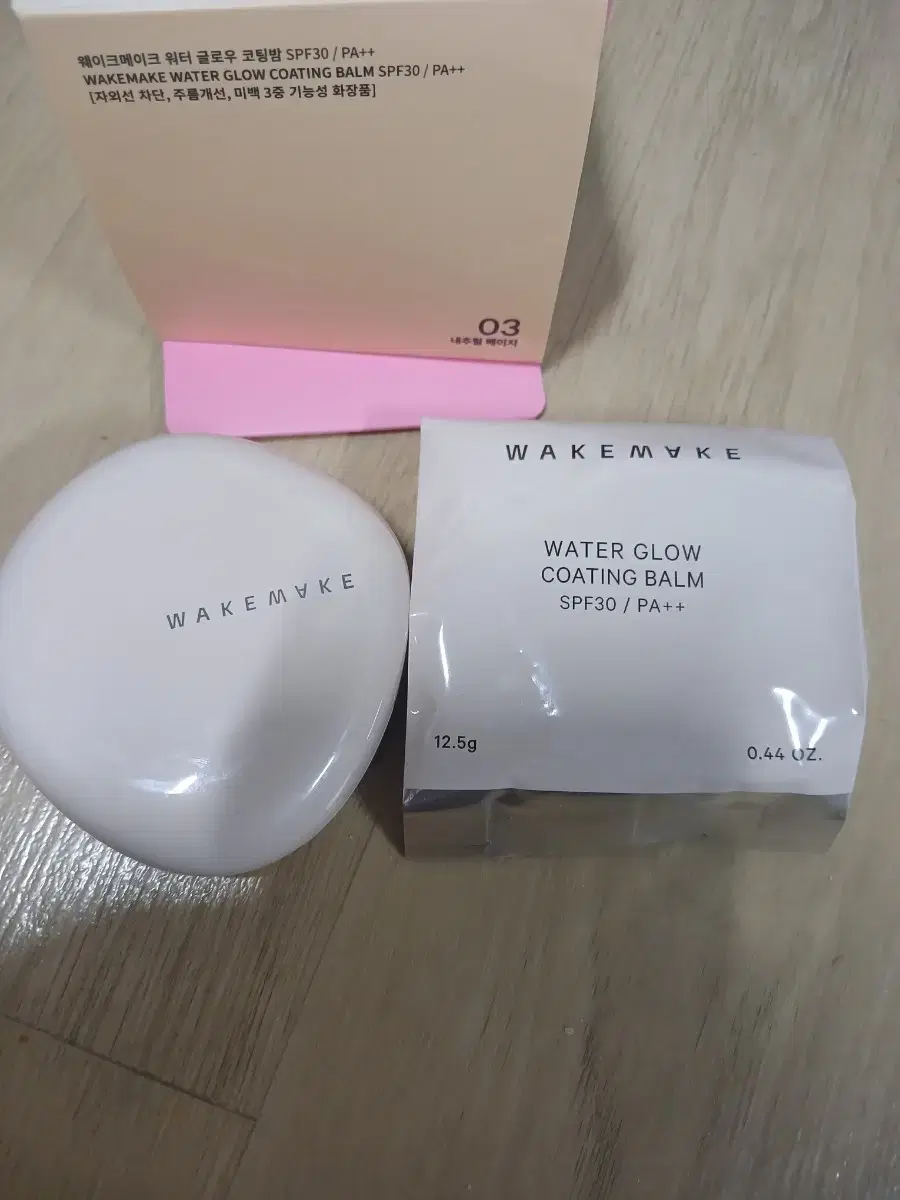 웨이크메이크 워터 글로우 코팅밤 SPF30 / PA++
WAKEMAKE WATER GLOW COATING BALM SPF30 / PA++
[자외선 차단, 주름개선, 미백 3중 기능성 화장품]
03
내추럴 베이지
WAKEMAKE
WAKEMAKE
WATER GLOW
COATING BALM
SPF30 / PA++
12.5g
0.44 OZ.